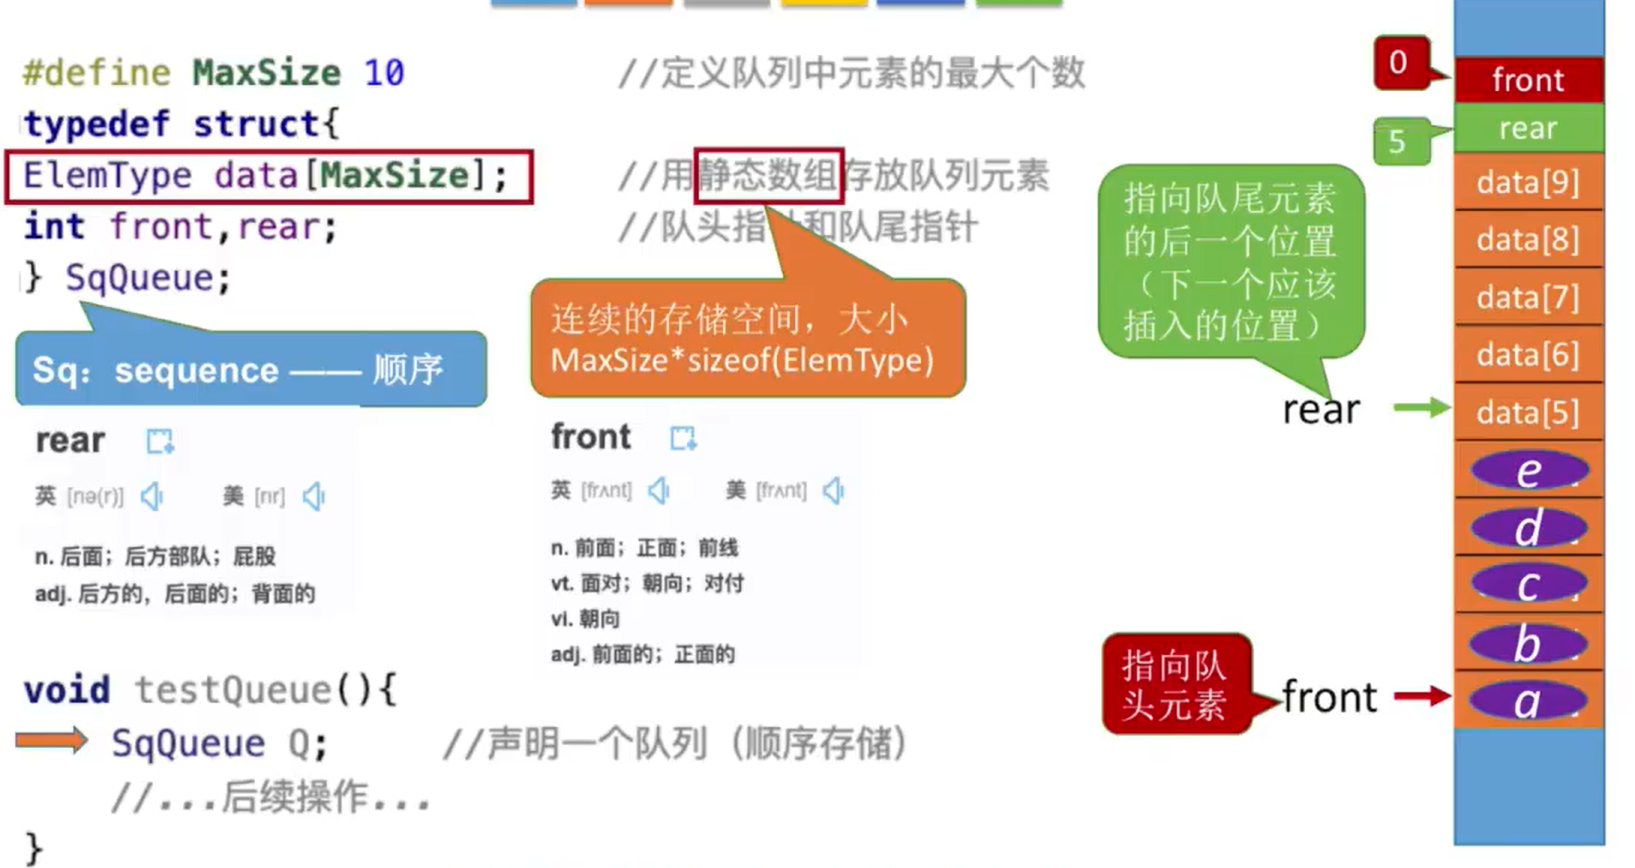 #define MaxSize 10 //定义队列中元素的最大个数
typedef struct{
ElemType data[MaxSize]; //用静态数组存放队列元素
int front,rear; //队头指针和队尾指针
} SqQueue;
Sq：sequence —— 顺序
连续的存储空间，大小
MaxSize*sizeof(ElemType)
rear
英 [rɪə(r)] 美 [rɪr]
n. 后面；后方部队；屁股
adj. 后方的，后面的；背面的
front
英 [frʌnt] 美 [frʌnt]
n. 前面；正面；前线
vt. 面对；朝向；对付
vi. 朝向
adj. 前面的；正面的
void testQueue(){
SqQueue Q; //声明一个队列（顺序存储）
//...后续操作...
}
指向队尾元素
的后一个位置
（下一个应该
插入的位置）
rear
指向队
头元素
front
0
5
front
rear
data[9]
data[8]
data[7]
data[6]
data[5]
e
d
c
b
a